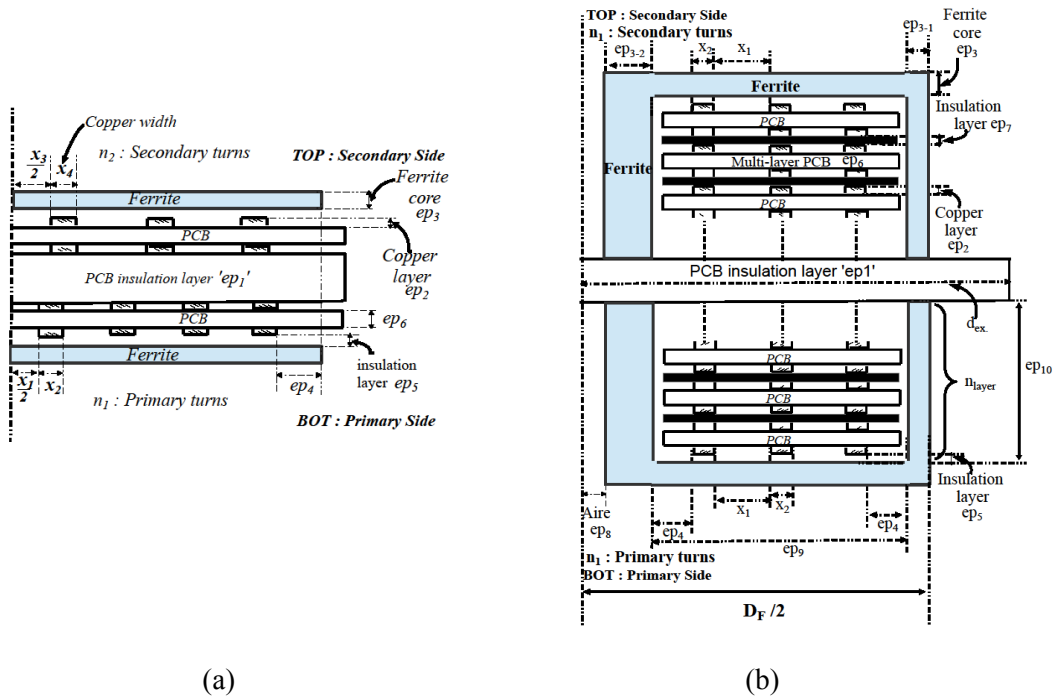 (a)
Copper width
n2 : Secondary turns
x3/2
x4
TOP : Secondary Side
Ferrite core ep3
Ferrite
PCB
Copper layer ep2
PCB insulation layer 'ep1'
PCB
ep6
Ferrite
insulation layer ep5
x1/2
x2
ep4
n1 : Primary turns
BOT : Primary Side
(b)
TOP : Secondary Side
n1 : Secondary turns
ep3-2
x2
x1
ep3-1
Ferrite core ep3
Ferrite
Insulation layer ep7
PCB
Ferrite
Multi-layer PCB
ep6
PCB
Copper layer ep2
PCB insulation layer 'ep1'
dex.
PCB
PCB
PCB
nlayer
ep10
Insulation layer ep5
Aire ep8
x1
x2
ep4
ep4
ep9
n1 : Primary turns
BOT : Primary Side
DF /2